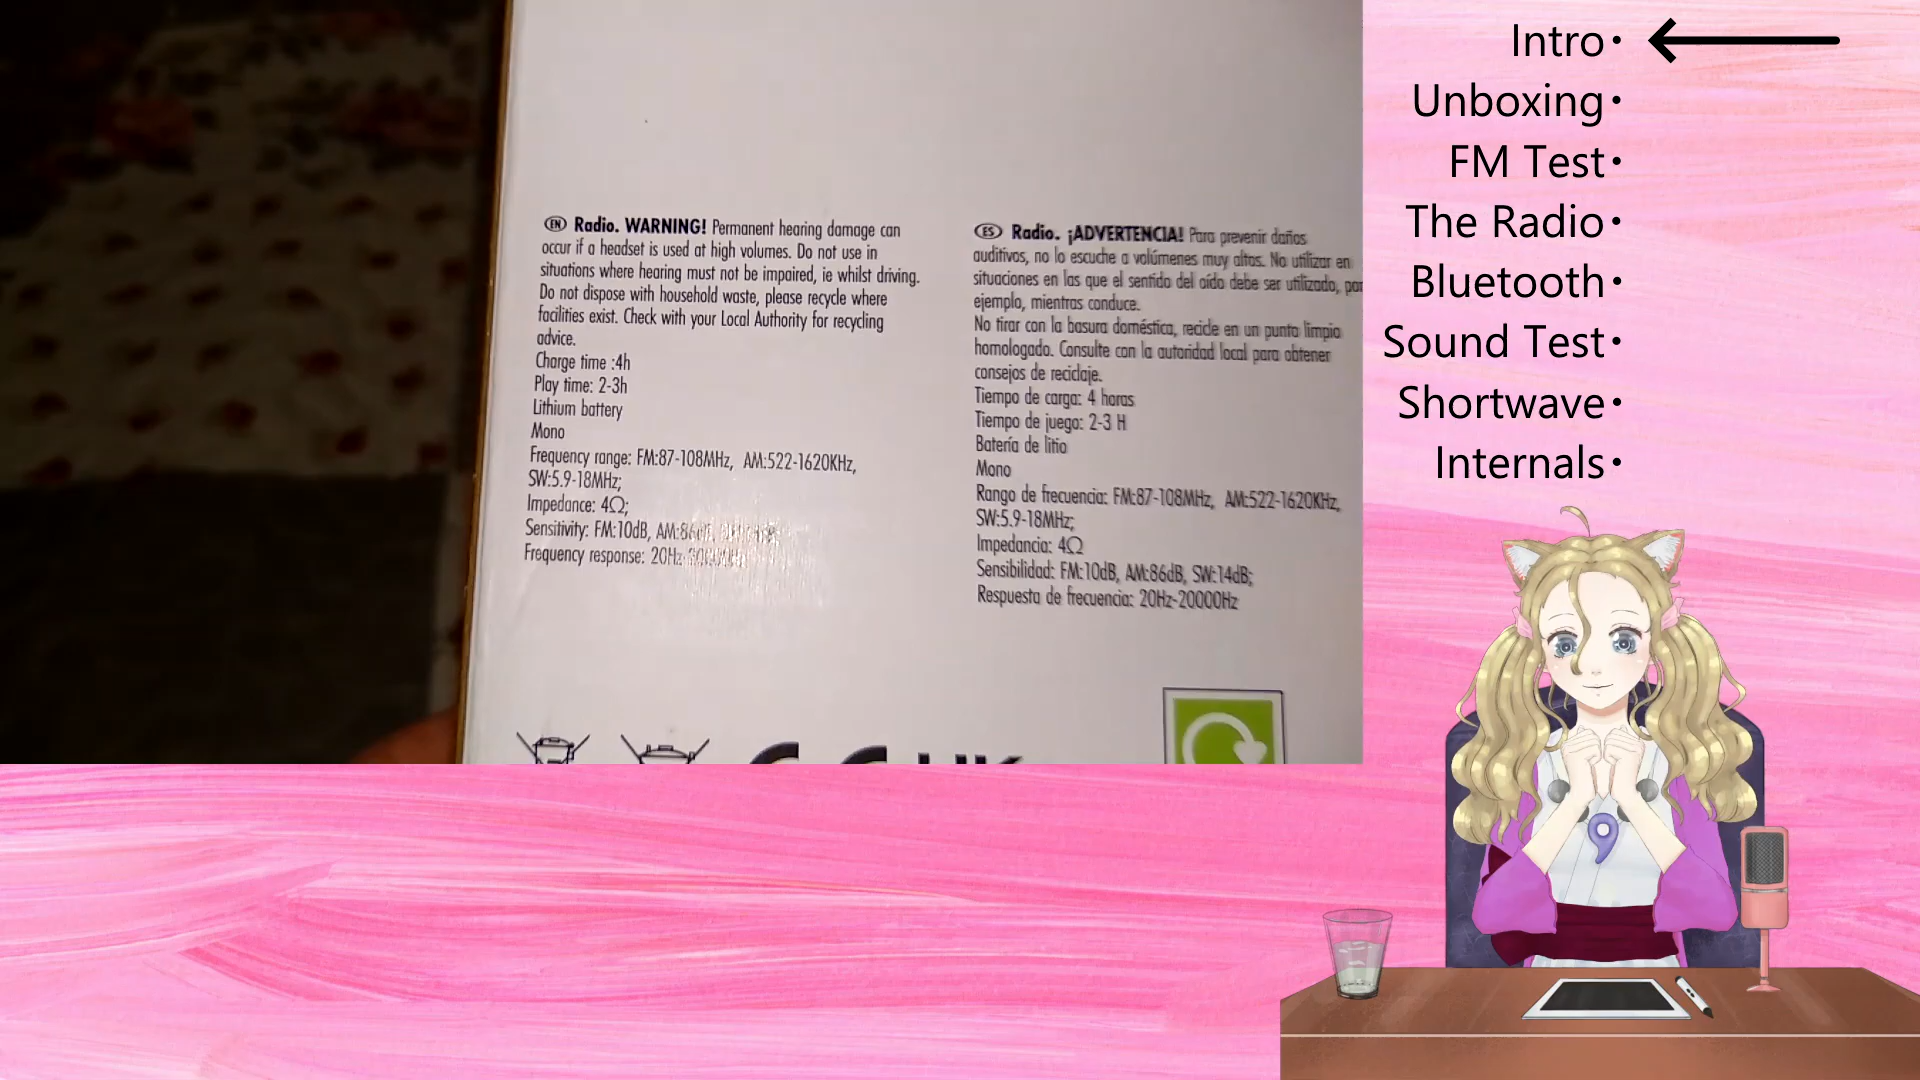 Intro
Unboxing
FM Test
The Radio
Bluetooth
Sound Test
Shortwave
Internals
EN Radio. WARNING! Permanent hearing damage can
occur if a headset is used at high volumes. Do not use in
situations where hearing must not be impaired, ie whilst driving.
Do not dispose with household waste, please recycle where
facilities exist. Check with your Local Authority for recycling
advice.
Charge time :4h
Play time: 2-3h
Lithium battery
Mono
Frequency range: FM:87-108MHz, AM:522-1620KHz,
SW:5.9-18MHz;
Impedance: 4Ω;
Sensitivity: FM:10dB, AM:86dB,
Frequency response: 20Hz-
ES Radio. ¡ADVERTENCIA! Para prevenir daños
auditivos, no lo escuche a volúmenes muy altos. No utilizar en
situaciones en las que el sentido del oído debe ser utilizado, por
ejemplo, mientras conduce.
No tirar con la basura doméstica, recicle en un punto limpio
homologado. Consulte con la autoridad local para obtener
consejos de reciclaje.
Tiempo de carga: 4 horas
Tiempo de juego: 2-3 H
Batería de litio
Mono
Rango de frecuencia: FM:87-108MHz, AM:522-1620KHz,
SW:5.9-18MHz;
Impedancia: 4Ω
Sensibilidad: FM:10dB, AM:86dB, SW:14dB;
Respuesta de frecuencia: 20Hz-20000Hz